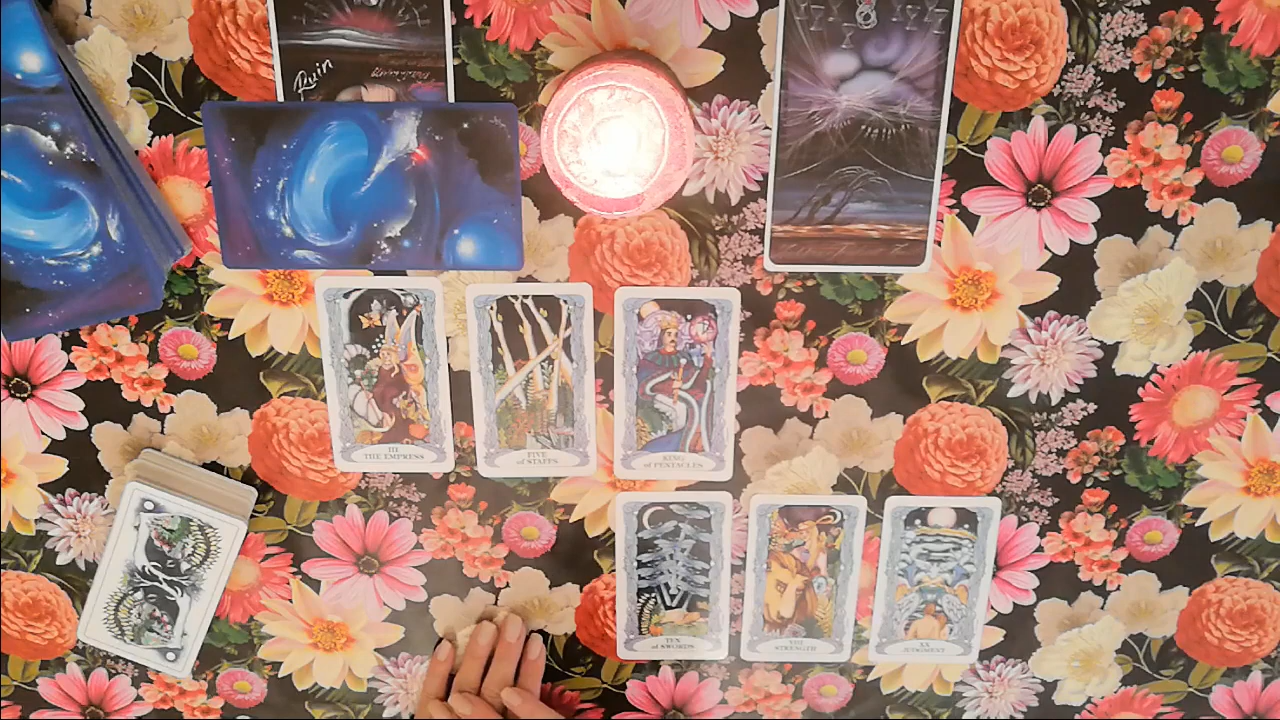 Ruin
III
THE EMPRESS
FIVE
of STAFFS
KING
of PENTACLES
TEN
of SWORDS
VIII
STRENGTH
XX
JUDGMENT